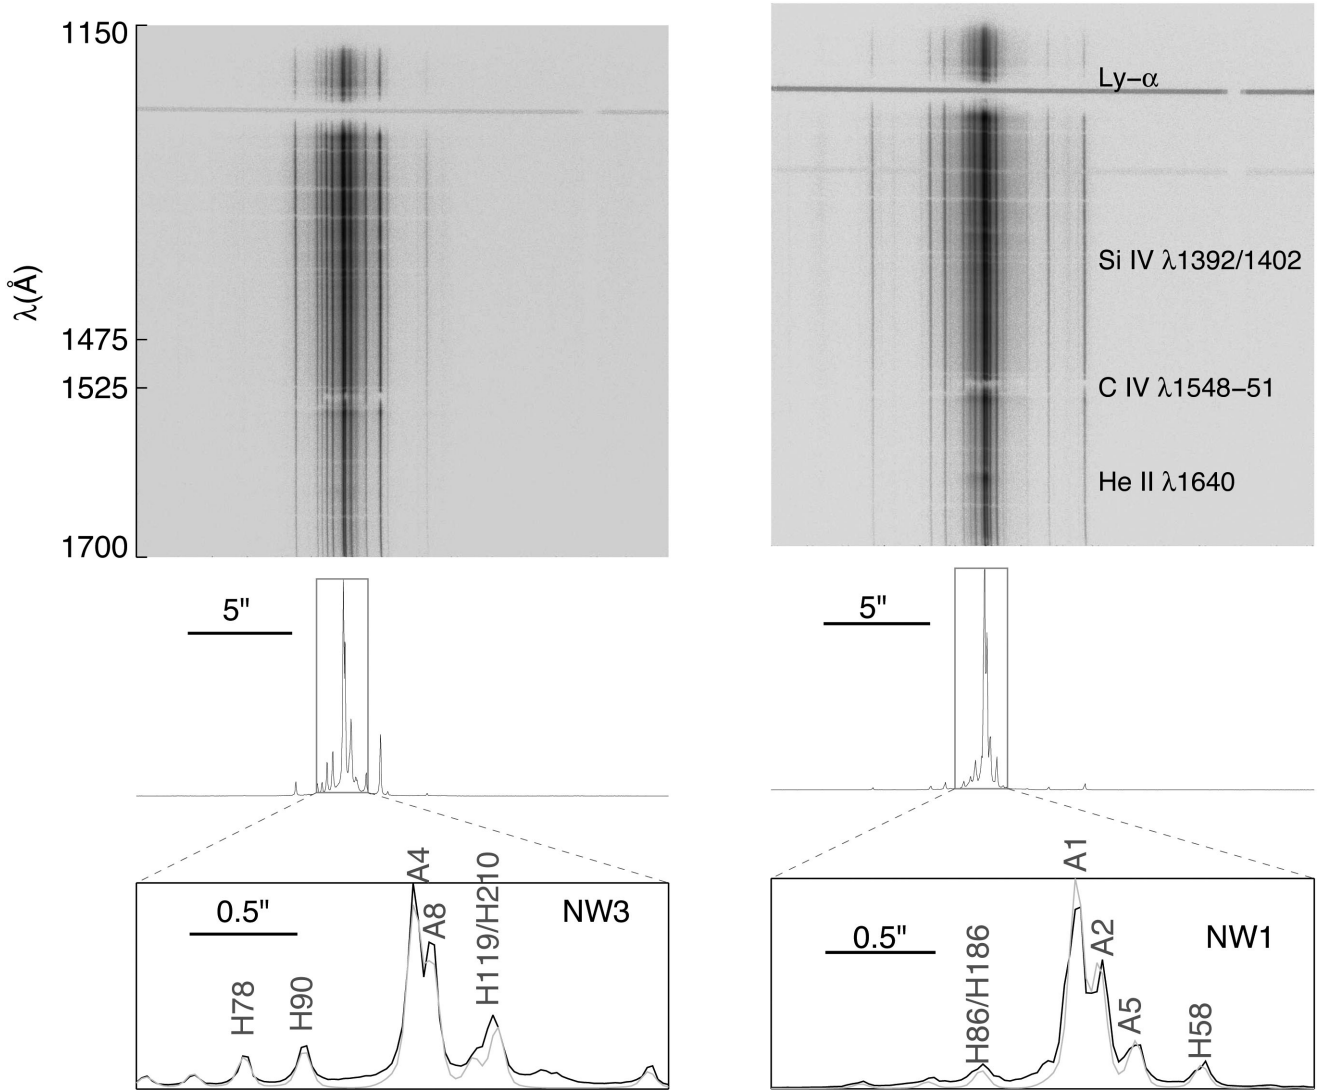 1150
λ(Å)
1475
1525
1700
Ly−α
Si IV λ1392/1402
C IV λ1548−51
He II λ1640
5"
5"
0.5"
H78
H90
A4
A8
H119/H210
NW3
0.5"
H86/H186
A1
A2
A5
H58
NW1